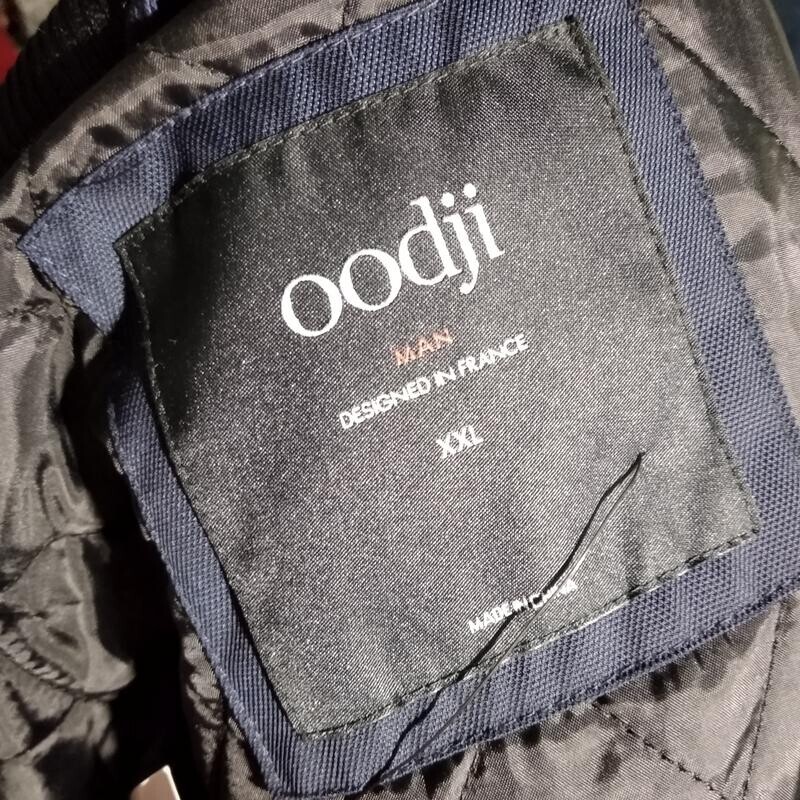 oodji
MAN
DESIGNED IN FRANCE
XXL
MADE IN CHINA